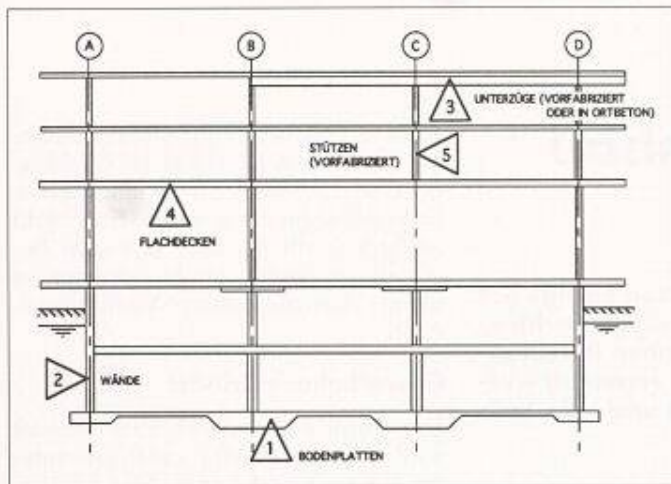 A B C D
3 UNTERZÜGE (VORFABRIZIERT
ODER IN ORTBETON)
STÜTZEN
(VORFABRIZIERT)
5
4
FLACHDECKEN
2 WÄNDE
1 BODENPLATTEN